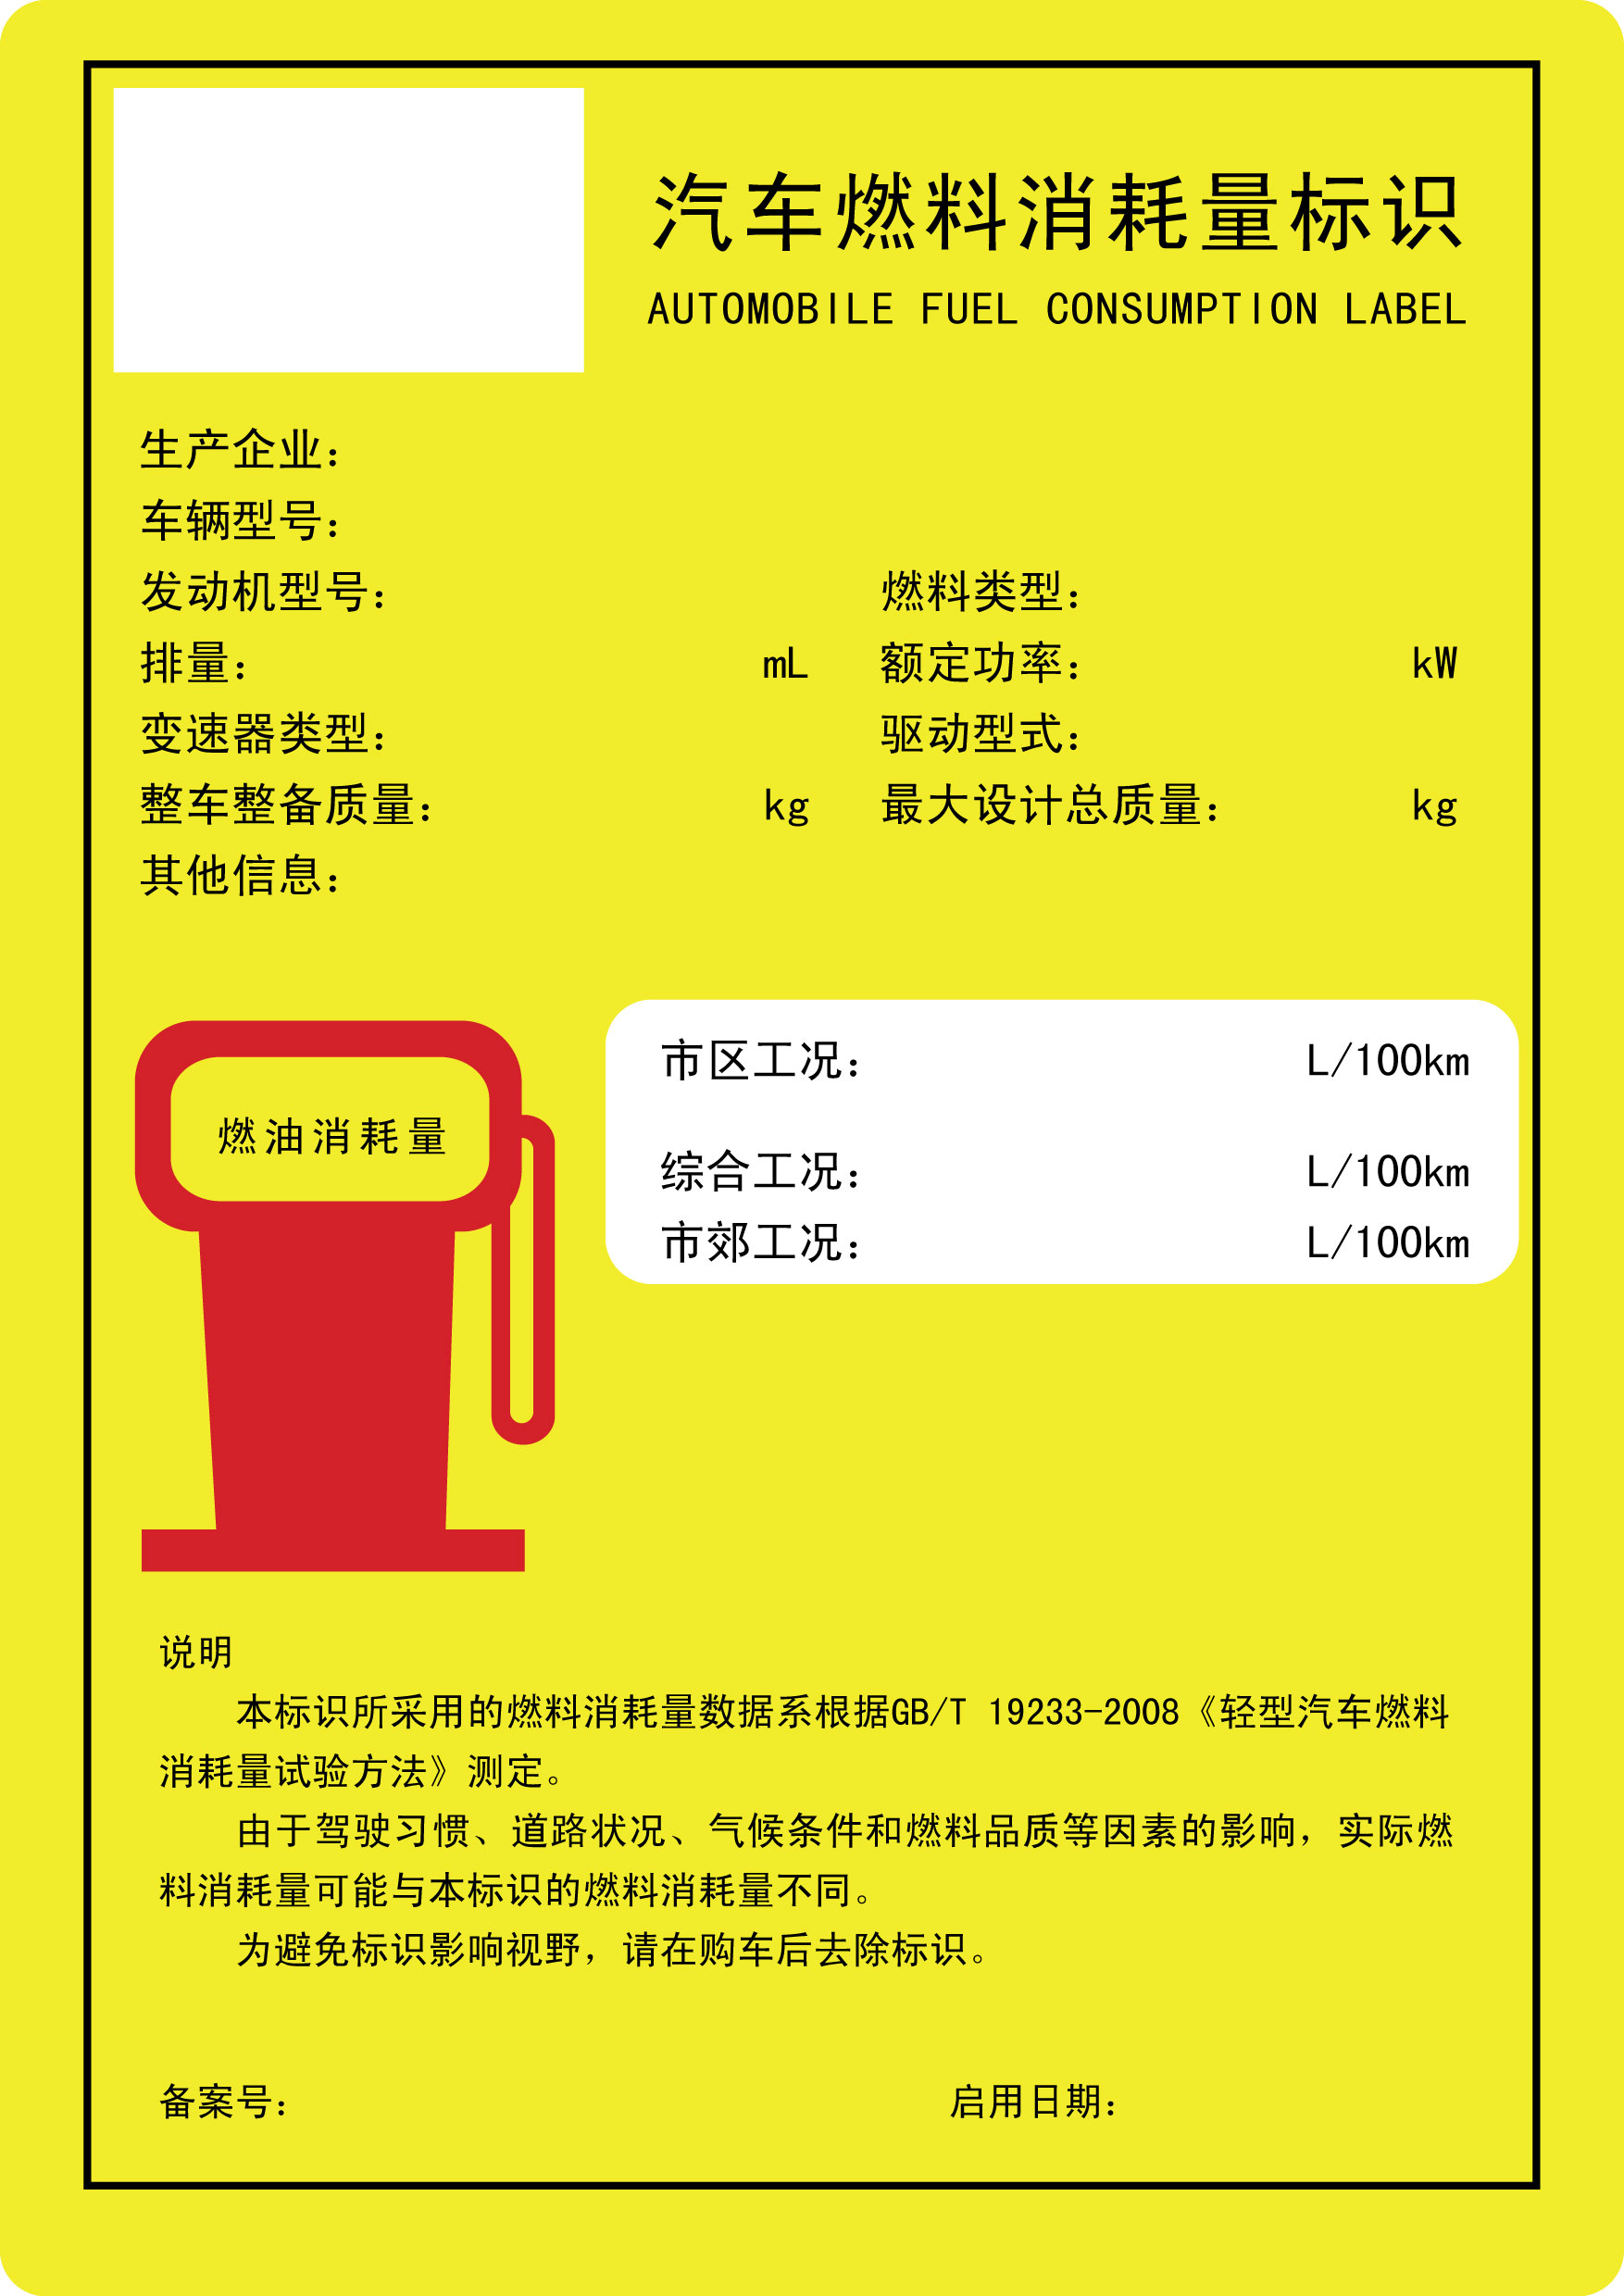 汽车燃料消耗量标识
AUTOMOBILE FUEL CONSUMPTION LABEL
生产企业：
车辆型号：
发动机型号： 燃料类型：
排量： mL 额定功率： kW
变速器类型： 驱动型式：
整车整备质量： kg 最大设计总质量： kg
其他信息：
燃油消耗量
市区工况： L/100km
综合工况： L/100km
市郊工况： L/100km
说明
本标识所采用的燃料消耗量数据系根据GB/T 19233-2008《轻型汽车燃料
消耗量试验方法》测定。
由于驾驶习惯、道路状况、气候条件和燃料品质等因素的影响，实际燃
料消耗量可能与本标识的燃料消耗量不同。
为避免标识影响视野，请在购车后去除标识。
备案号： 启用日期：